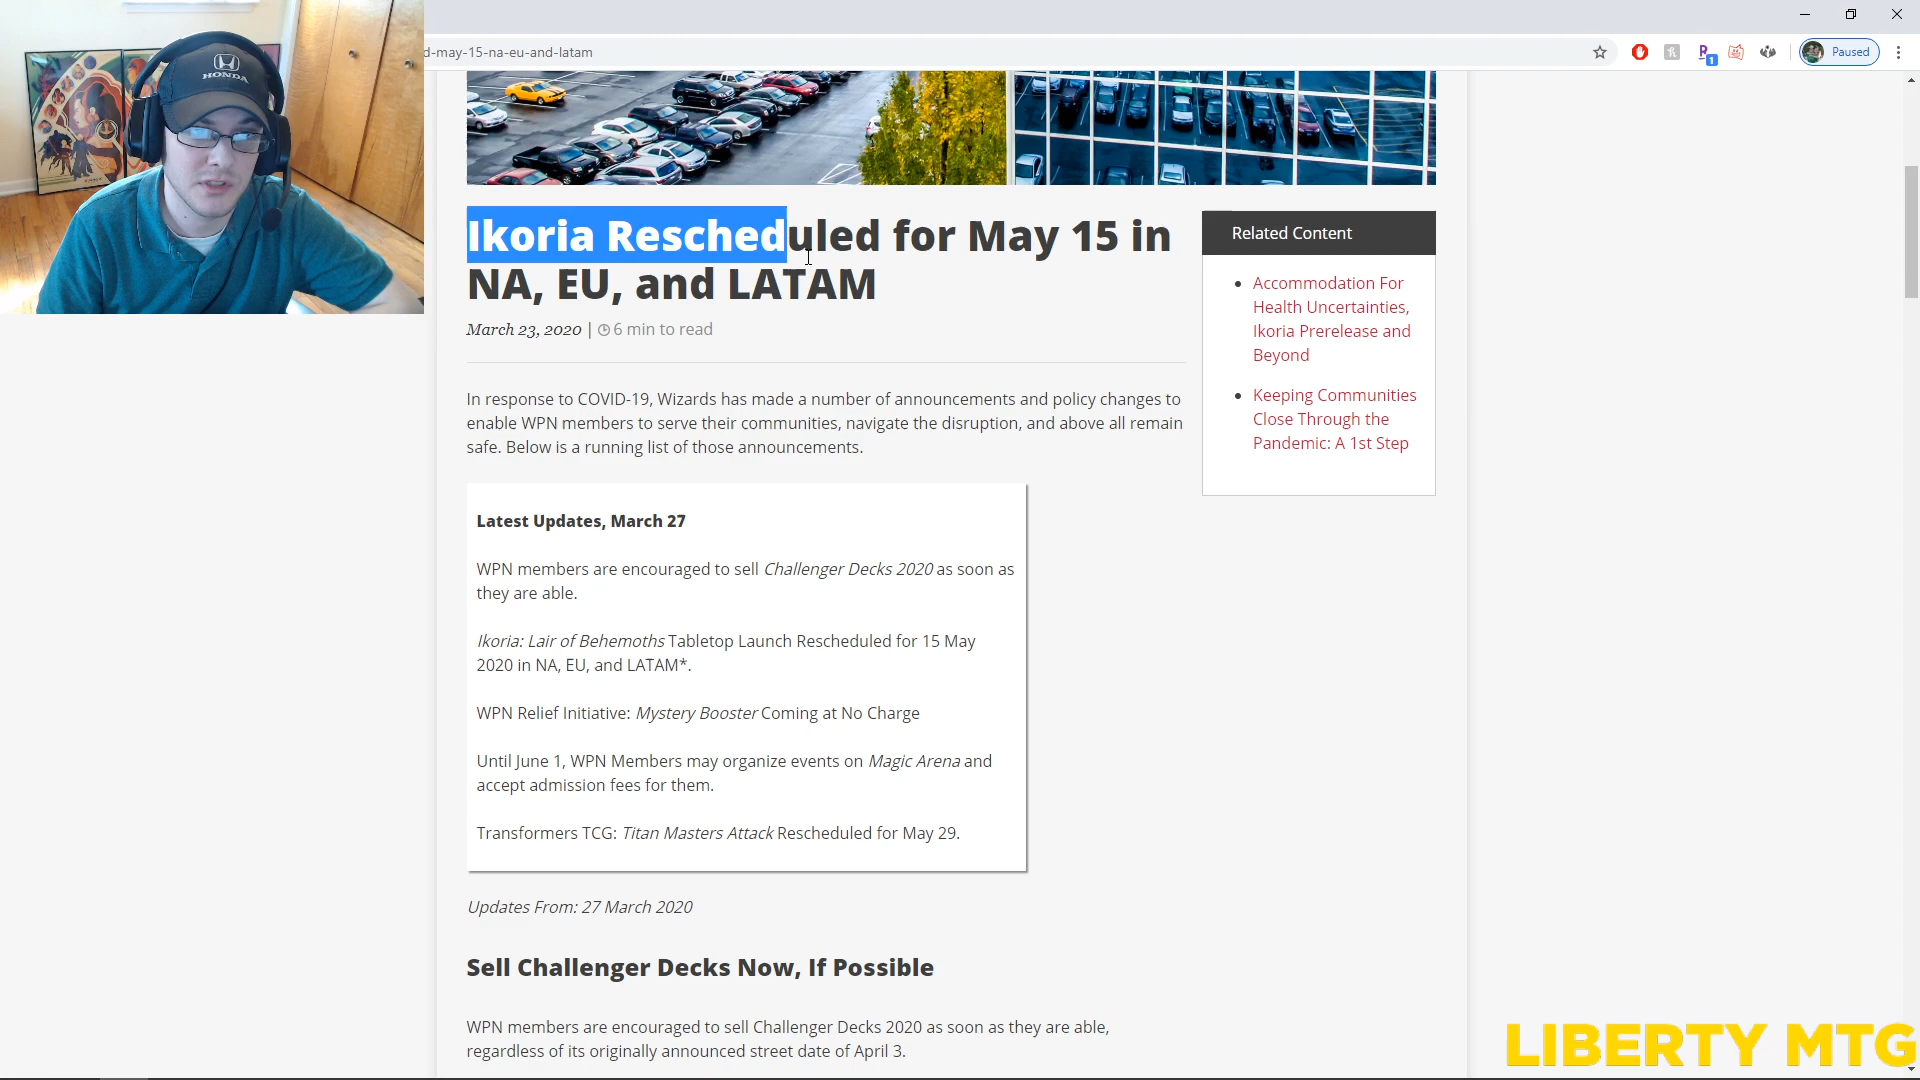 HONDA
d-may-15-na-eu-and-latam
1
Paused
Ikoria Rescheduled for May 15 in
NA, EU, and LATAM
March 23, 2020 | 6 min to read
In response to COVID-19, Wizards has made a number of announcements and policy changes to
enable WPN members to serve their communities, navigate the disruption, and above all remain
safe. Below is a running list of those announcements.
Related Content
Accommodation For
Health Uncertainties,
Ikoria Prerelease and
Beyond
Keeping Communities
Close Through the
Pandemic: A 1st Step
Latest Updates, March 27
WPN members are encouraged to sell Challenger Decks 2020 as soon as
they are able.
Ikoria: Lair of Behemoths Tabletop Launch Rescheduled for 15 May
2020 in NA, EU, and LATAM*.
WPN Relief Initiative: Mystery Booster Coming at No Charge
Until June 1, WPN Members may organize events on Magic Arena and
accept admission fees for them.
Transformers TCG: Titan Masters Attack Rescheduled for May 29.
Updates From: 27 March 2020
Sell Challenger Decks Now, If Possible
WPN members are encouraged to sell Challenger Decks 2020 as soon as they are able,
regardless of its originally announced street date of April 3.
LIBERTY MTG